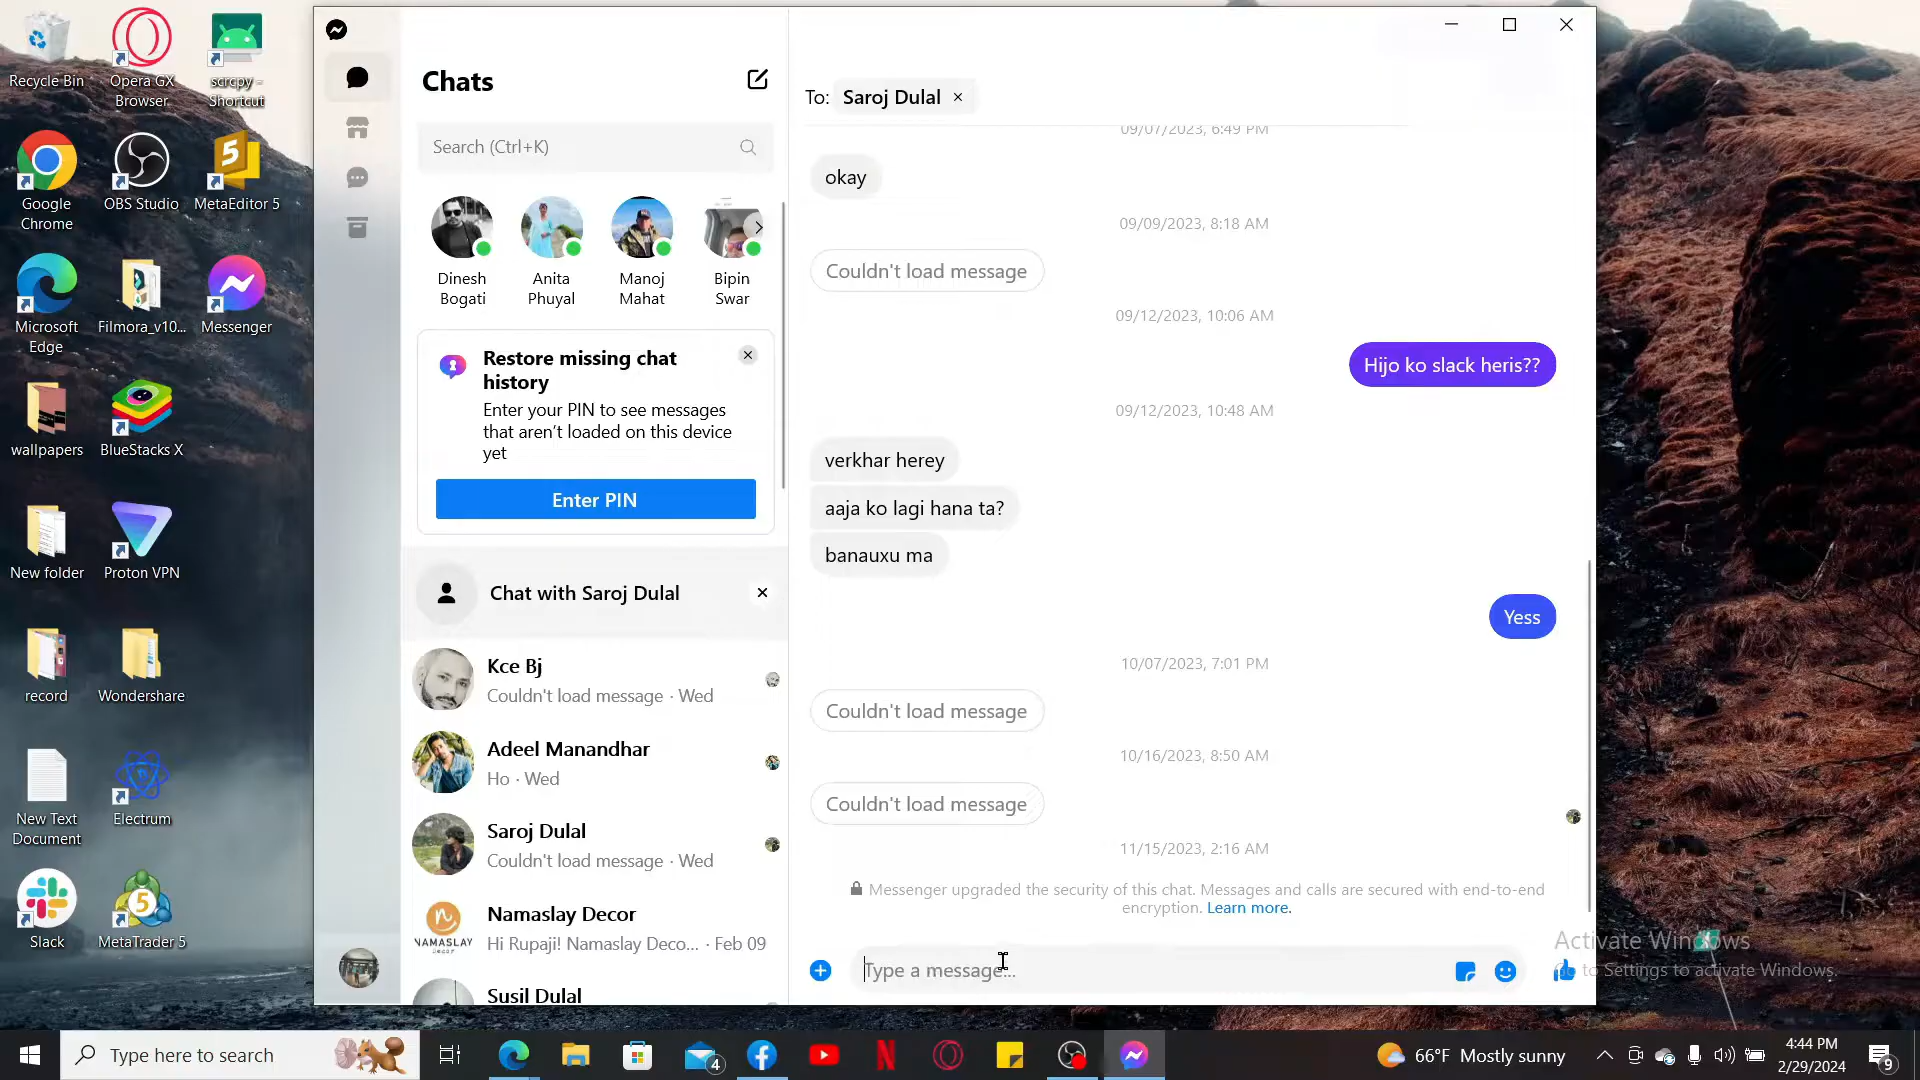 Recycle Bin
Opera GX
Browser
scrcpy -
Shortcut
Google
Chrome
OBS Studio
MetaEditor 5
Microsoft
Edge
Filmora_v10...
Messenger
wallpapers
BlueStacks X
New folder
Proton VPN
record
Wondershare
New Text
Document
Electrum
Slack
MetaTrader 5
Chats
Search (Ctrl+K)
Dinesh
Bogati
Anita
Phuyal
Manoj
Mahat
Bipin
Swar
Restore missing chat
history
Enter your PIN to see messages
that aren't loaded on this device
yet
Enter PIN
Chat with Saroj Dulal
Kce Bj
Couldn't load message · Wed
Adeel Manandhar
Ho · Wed
Saroj Dulal
Couldn't load message · Wed
Namaslay Decor
Hi Rupaji! Namaslay Deco... · Feb 09
NAMASLAY
Susil Dulal
To: Saroj Dulal
09/07/2023, 6:49 PM
okay
09/09/2023, 8:18 AM
Couldn't load message
09/12/2023, 10:06 AM
Hijo ko slack heris??
09/12/2023, 10:48 AM
verkhar herey
aaja ko lagi hana ta?
banauxu ma
Yess
10/07/2023, 7:01 PM
Couldn't load message
10/16/2023, 8:50 AM
Couldn't load message
11/15/2023, 2:16 AM
Messenger upgraded the security of this chat. Messages and calls are secured with end-to-end
encryption. Learn more.
Type a message...
Activate Windows
Go to Settings to activate Windows.
Type here to search
4
66°F Mostly sunny
4:44 PM
2/29/2024
9